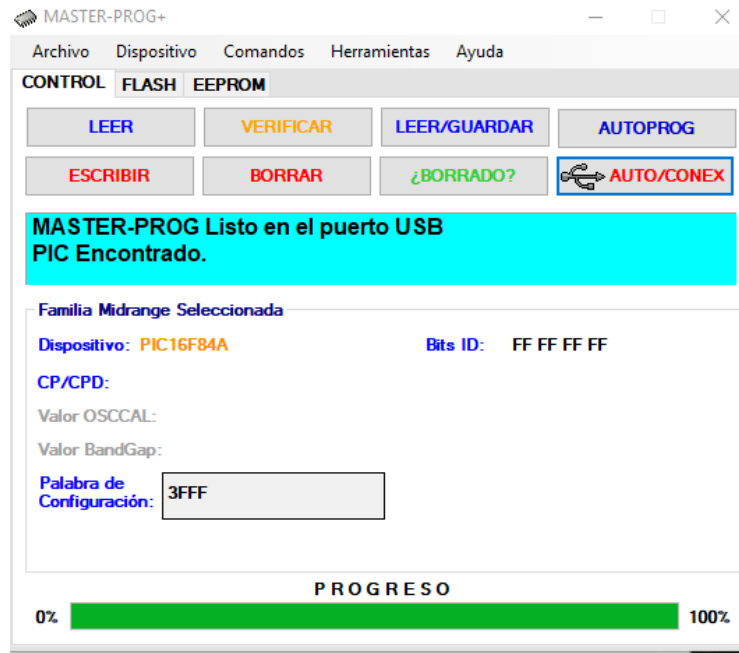 MASTER-PROG+
Archivo Dispositivo Comandos Herramientas Ayuda
CONTROL FLASH EEPROM
LEER VERIFICAR LEER/GUARDAR AUTOPROG
ESCRIBIR BORRAR ¿BORRADO? AUTO/CONEX
MASTER-PROG Listo en el puerto USB
PIC Encontrado.
Familia Midrange Seleccionada
Dispositivo: PIC16F84A Bits ID: FF FF FF FF
CP/CPD:
Valor OSCCAL:
Valor BandGap:
Palabra de
Configuración: 3FFF
PROGRESO
0% 100%